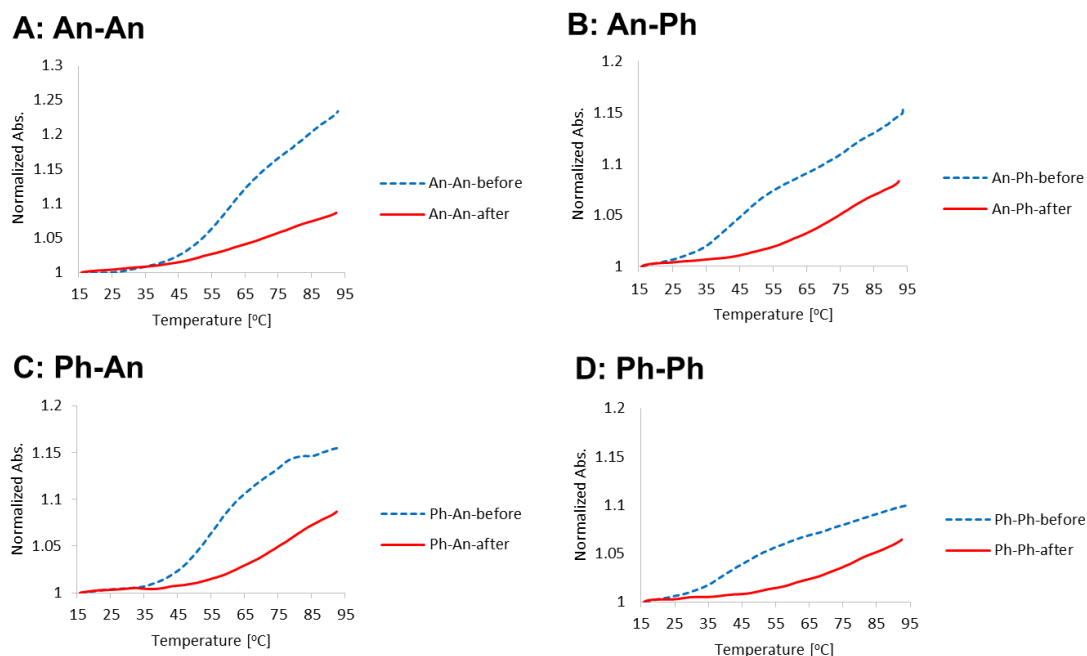 A: An-An
1.3
1.25
1.2
1.15
1.1
1.05
1
Normalized Abs.
15 25 35 45 55 65 75 85 95
Temperature [ºC]
An-An-before
An-An-after
B: An-Ph
1.2
1.15
1.1
1.05
1
Normalized Abs.
15 25 35 45 55 65 75 85 95
Temperature [ºC]
An-Ph-before
An-Ph-after
C: Ph-An
1.2
1.15
1.1
1.05
1
Normalized Abs.
15 25 35 45 55 65 75 85 95
Temperature [ºC]
Ph-An-before
Ph-An-after
D: Ph-Ph
1.2
1.15
1.1
1.05
1
Normalized Abs.
15 25 35 45 55 65 75 85 95
Temperature [ºC]
Ph-Ph-before
Ph-Ph-after